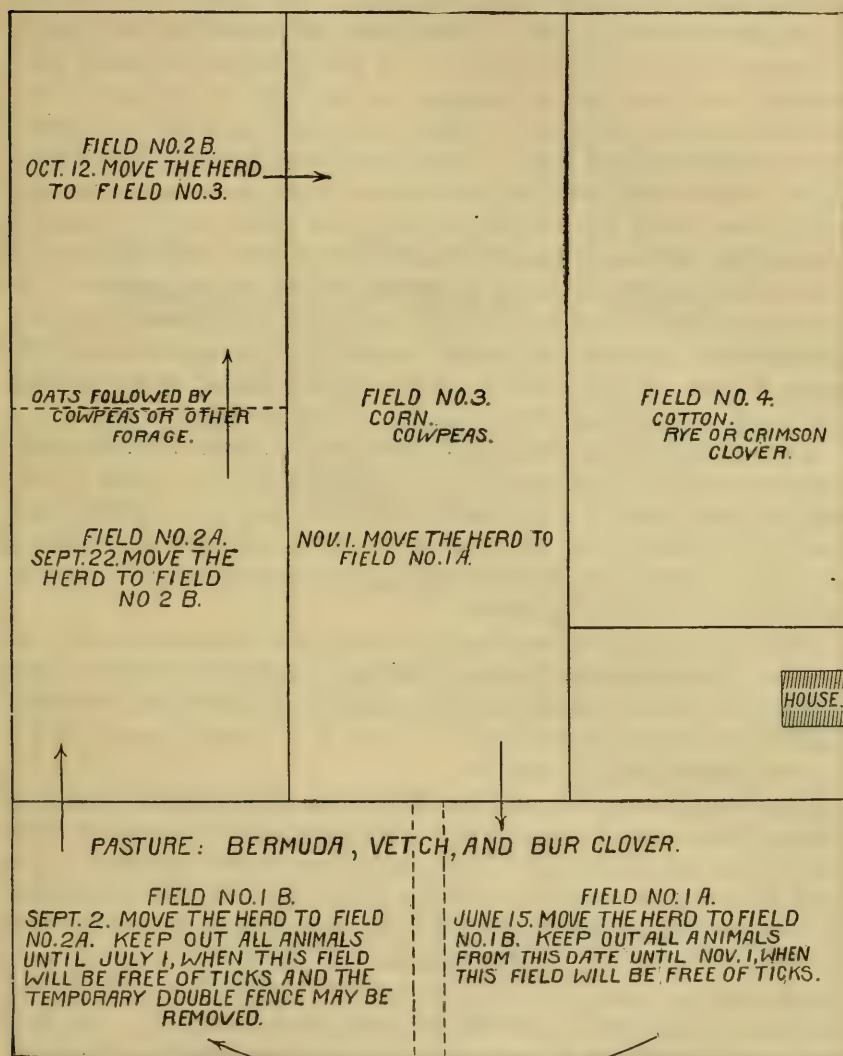 FIELD NO. 2 B.
OCT. 12. MOVE THE HERD
TO FIELD NO. 3.
OATS FOLLOWED BY
COWPEAS OR OTHER
FORAGE.
FIELD NO. 2 A.
SEPT. 22. MOVE THE
HERD TO FIELD
NO 2 B.
FIELD NO. 3.
CORN.
COWPEAS.
NOV. 1. MOVE THE HERD TO
FIELD NO. 1 A.
FIELD NO. 4.
COTTON.
RYE OR CRIMSON
CLOVER.
HOUSE.
PASTURE: BERMUDA, VETCH, AND BUR CLOVER.
FIELD NO. 1 B.
SEPT. 2. MOVE THE HERD TO FIELD
NO. 2A. KEEP OUT ALL ANIMALS
UNTIL JULY 1, WHEN THIS FIELD
WILL BE FREE OF TICKS AND THE
TEMPORARY DOUBLE FENCE MAY BE
REMOVED.
FIELD NO. 1 A.
JUNE 15. MOVE THE HERD TO FIELD
NO. 1B. KEEP OUT ALL ANIMALS
FROM THIS DATE UNTIL NOV. 1, WHEN
THIS FIELD WILL BE FREE OF TICKS.